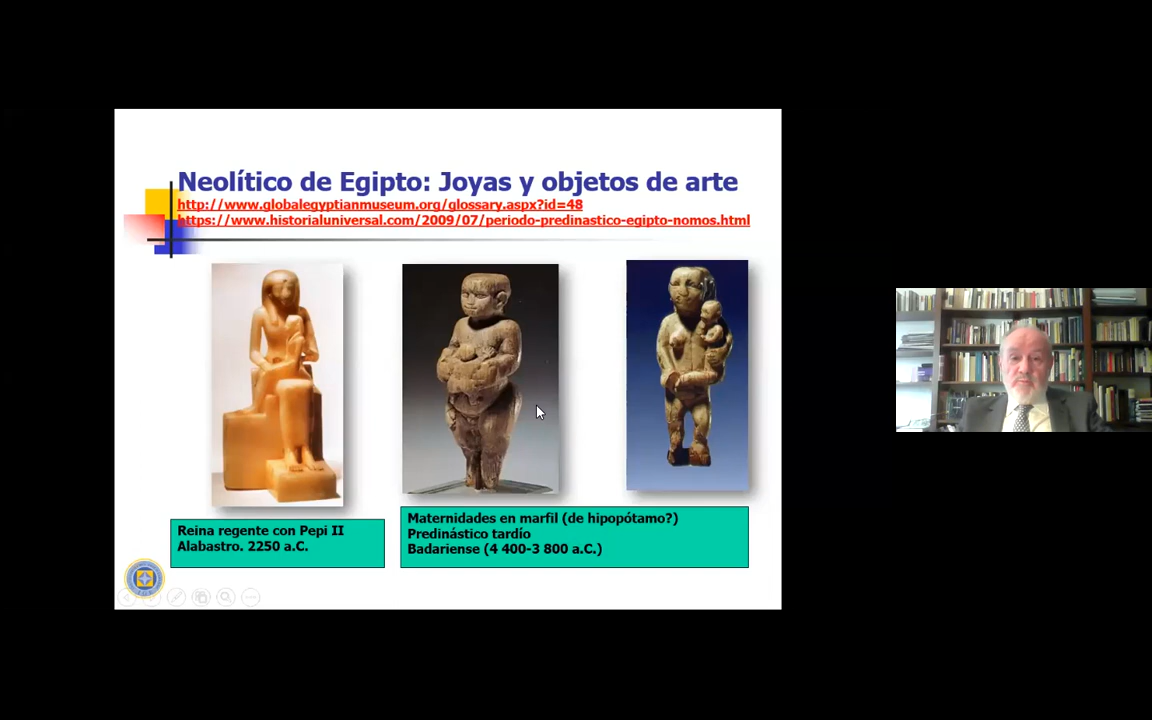 Neolítico de Egipto: Joyas y objetos de arte
http://www.globalegyptianmuseum.org/glossary.aspx?id=48
https://www.historialuniversal.com/2009/07/periodo-predinastico-egipto-nomos.html
Reina regente con Pepi II
Alabastro. 2250 a.C.
Maternidades en marfil (de hipopótamo?)
Predinástico tardío
Badariense (4 400-3 800 a.C.)